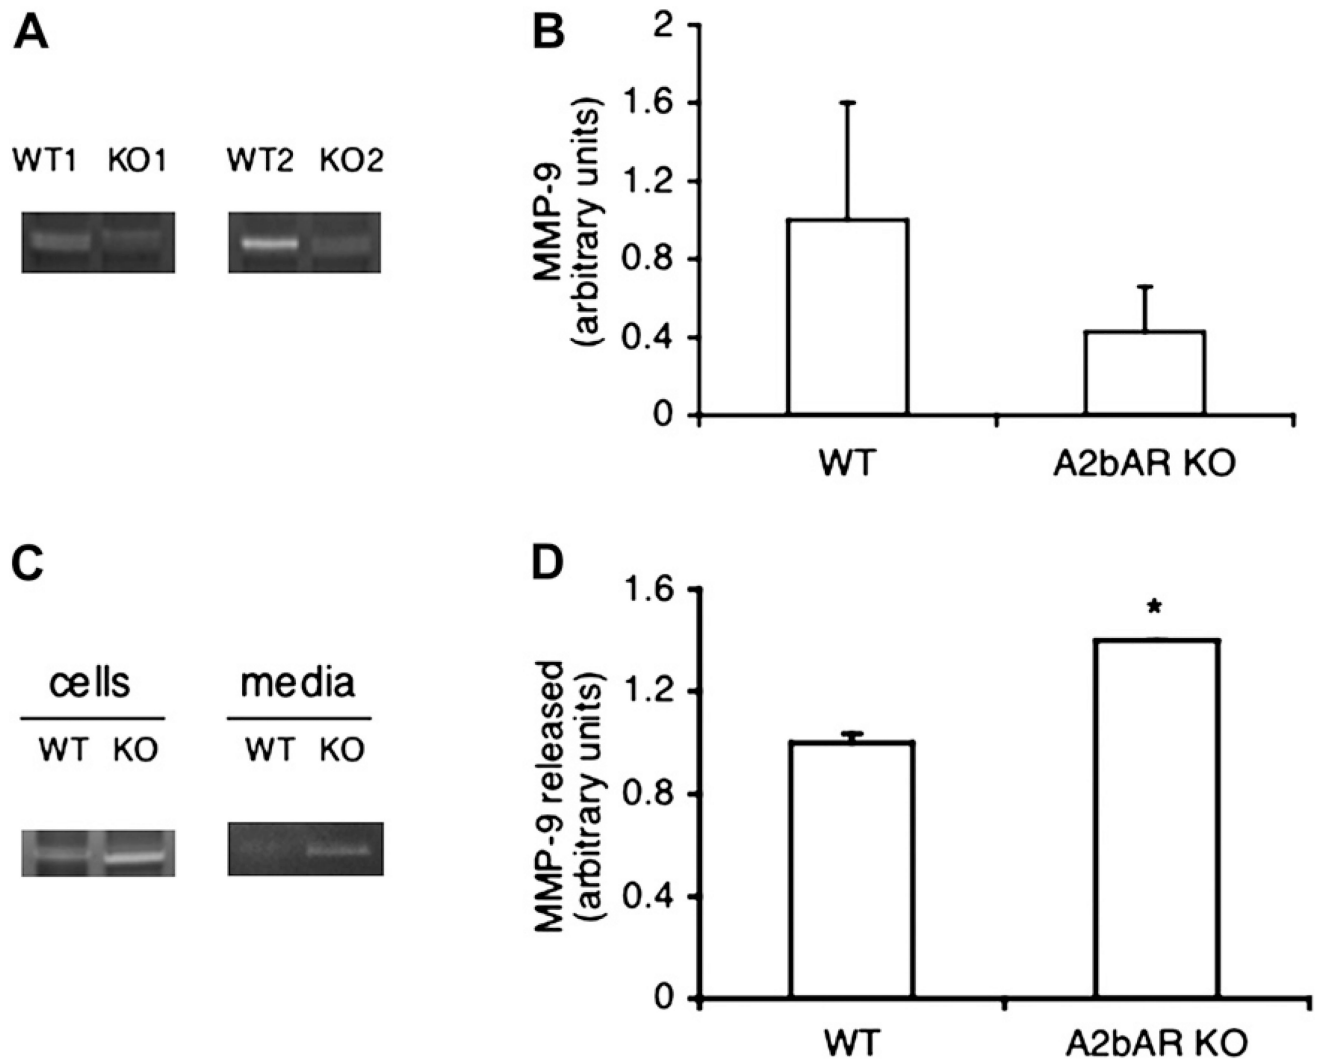 A
WT1 KO1 WT2 KO2
B
MMP-9
(arbitrary units)
2
1.6
1.2
0.8
0.4
0
WT A2bAR KO
C
cells media
WT KO WT KO
D
MMP-9 released
(arbitrary units)
1.6
1.2
0.8
0.4
0
*
WT A2bAR KO